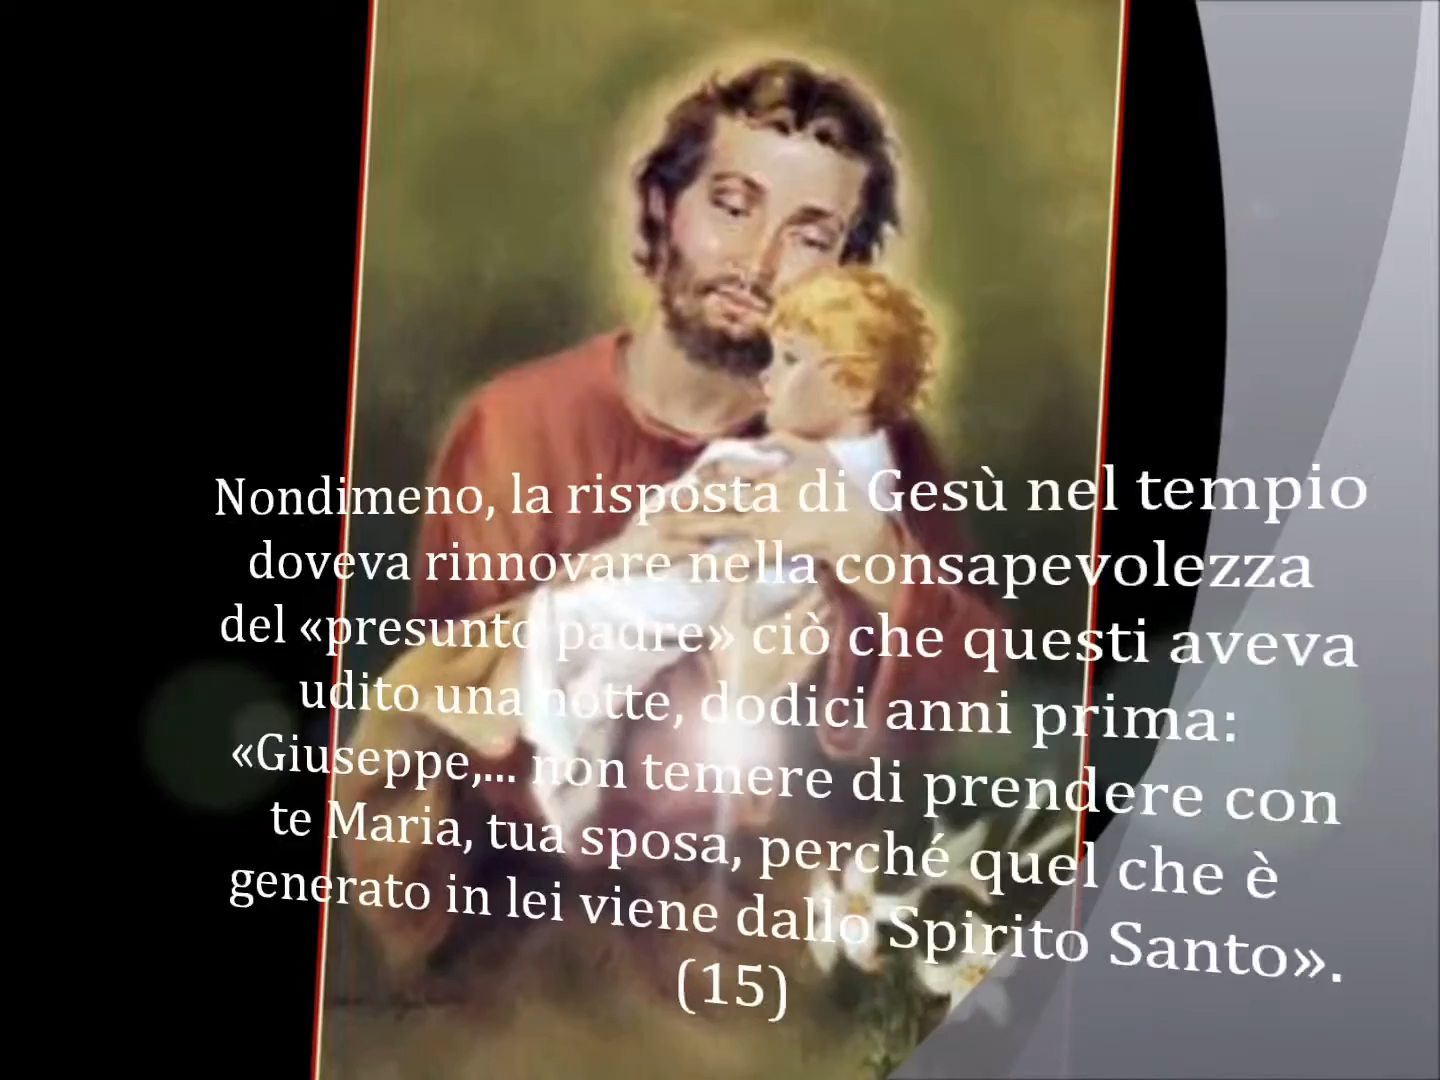 Nondimeno, la risposta di Gesù nel tempio
doveva rinnovare nella consapevolezza
del «presunto padre» ciò che questi aveva
udito una notte, dodici anni prima:
«Giuseppe,... non temere di prendere con
te Maria, tua sposa, perché quel che è
generato in lei viene dallo Spirito Santo».
(15)